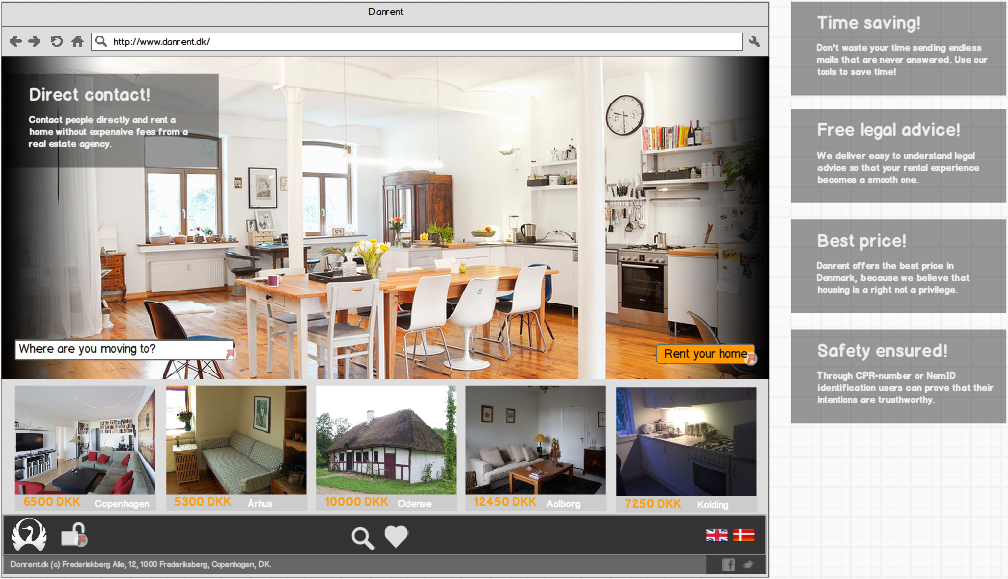 Danrent
http://www.danrent.dk/
Direct contact!
Contact people directly and rent a
home without expensive fees from a
real estate agency.
Where are you moving to?
Rent your home
6500 DKK Copenhagen
5300 DKK Århus
10000 DKK Odense
12450 DKK Aalborg
7250 DKK Kolding
Danrent.dk (c) Frederiskberg Alle, 12, 1000 Frederiksberg, Copenhagen, DK.
Time saving!
Don't waste your time sending endless
mails that are never answered. Use our
tools to save time!
Free legal advice!
We deliver easy to understand legal
advice so that your rental experience
becomes a smooth one.
Best price!
Danrent offers the best price in
Denmark, because we believe that
housing is a right not a privilege.
Safety ensured!
Through CPR-number or NemID
identification users can prove that their
intentions are trusthworthy.